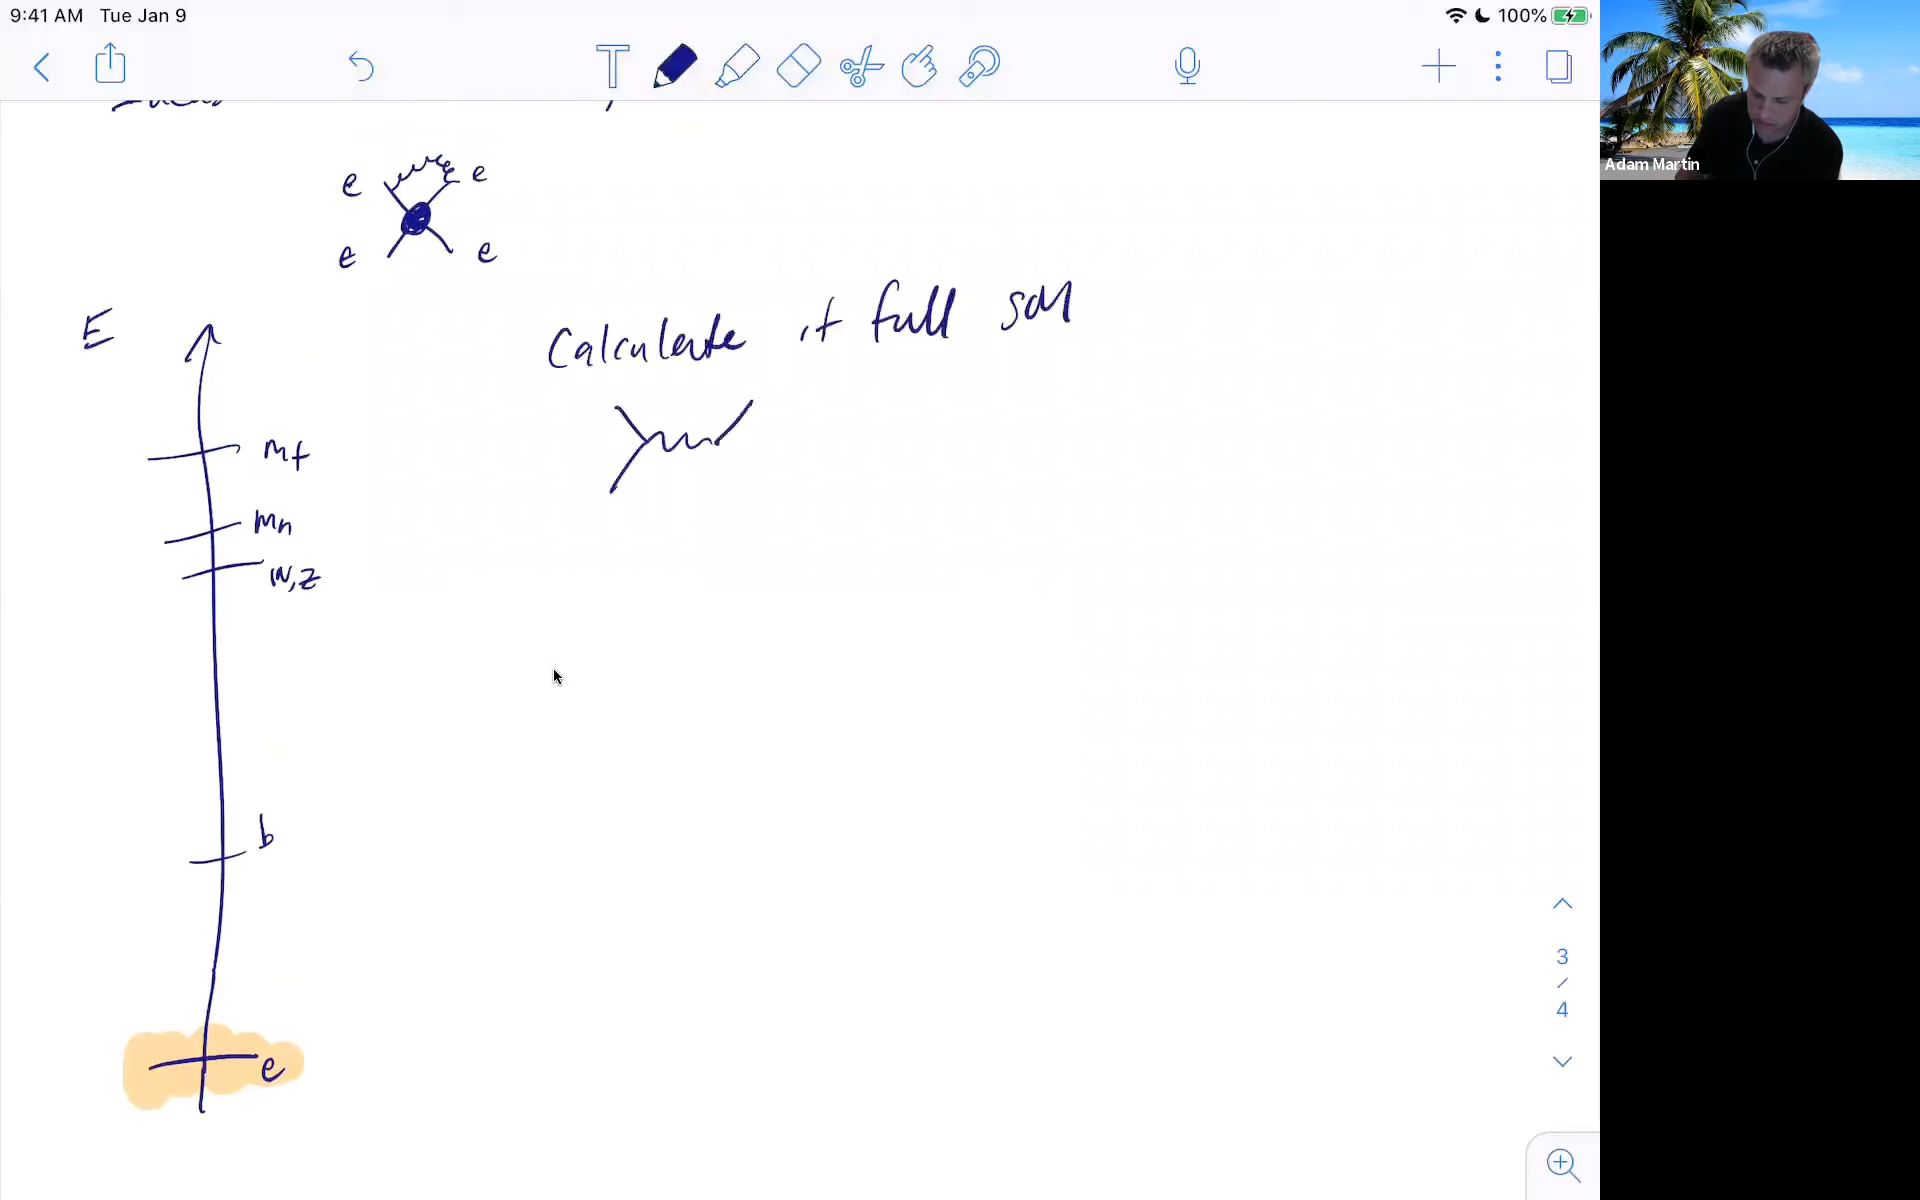 9:41 AM Tue Jan 9
100%
Adam Martin
e e
e e
E
Calculate it full SM
mt
mh
W,Z
b
e
3
/
4